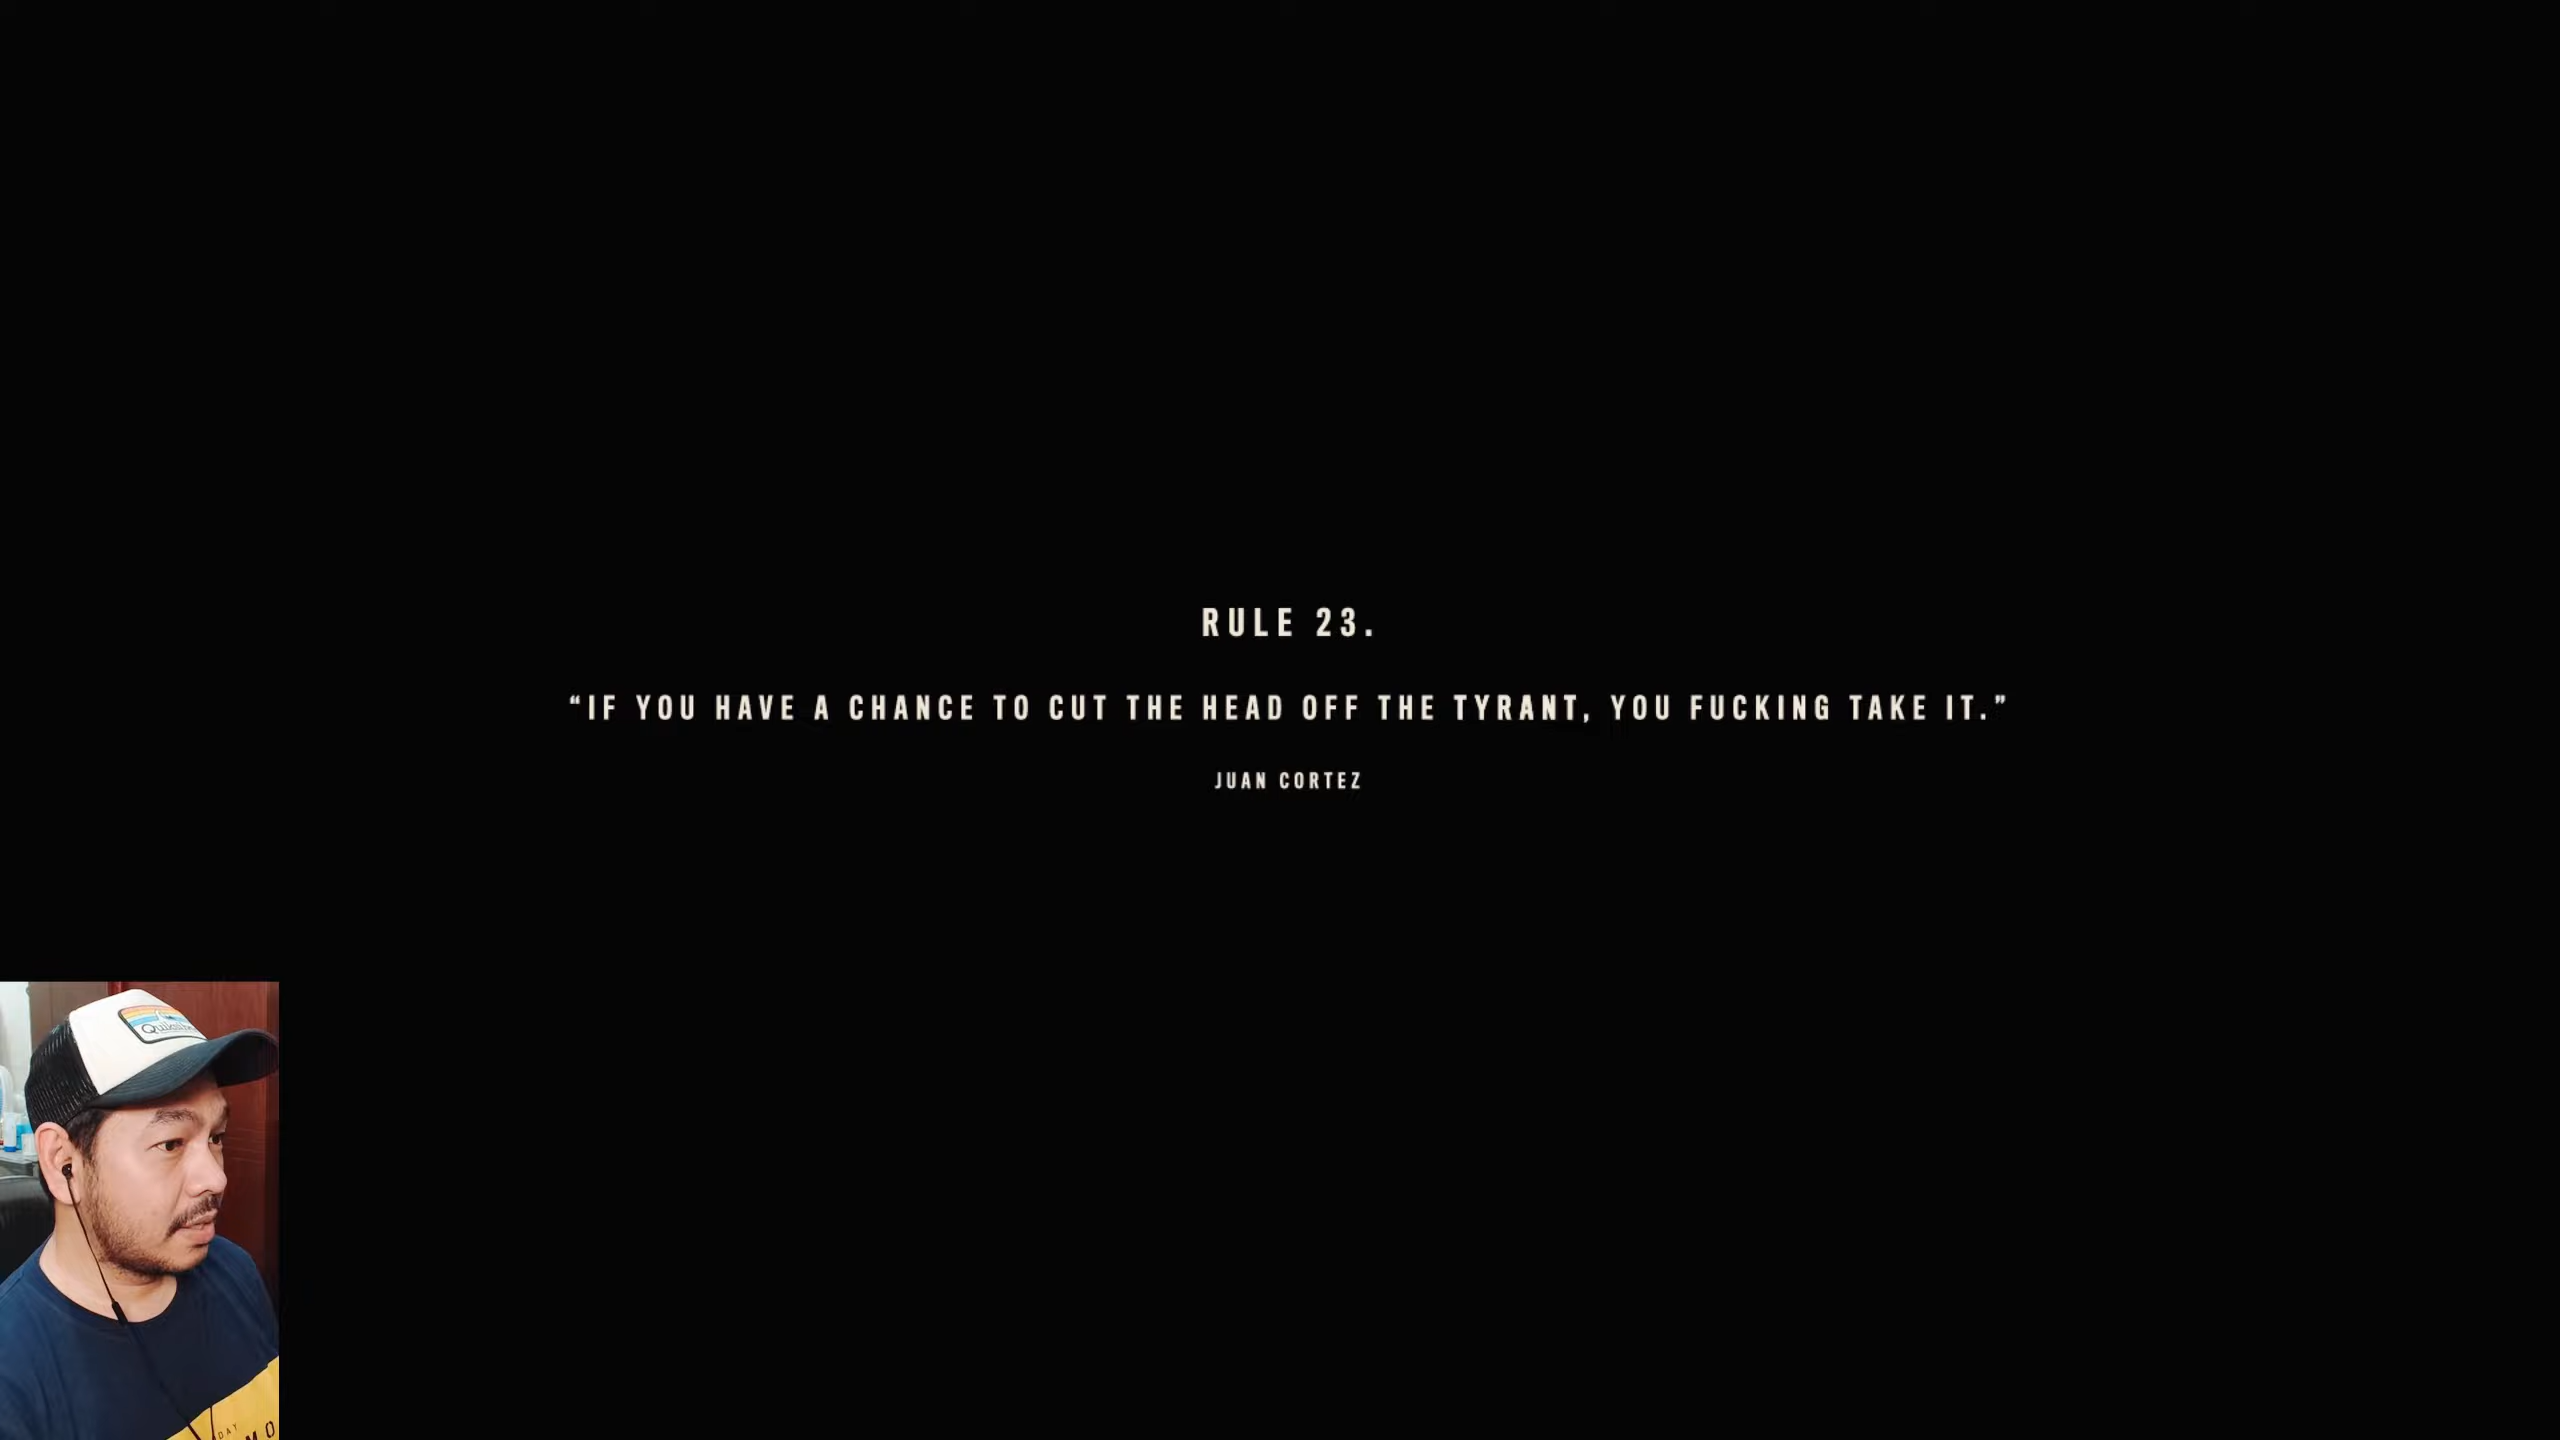 RULE 23.
“IF YOU HAVE A CHANCE TO CUT THE HEAD OFF THE TYRANT, YOU FUCKING TAKE IT.”
JUAN CORTEZ